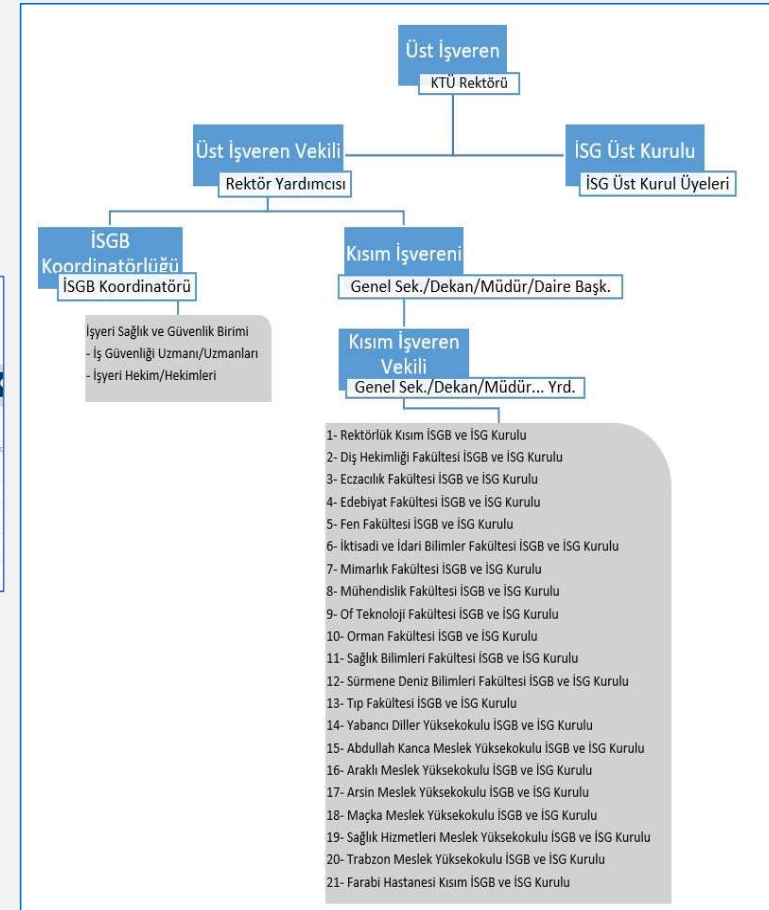 Üst İşveren
KTÜ Rektörü
Üst İşveren Vekili
Rektör Yardımcısı
İSG Üst Kurulu
İSG Üst Kurul Üyeleri
İSGB
Koordinatörlüğü
İSGB Koordinatörü
İşyeri Sağlık ve Güvenlik Birimi
- İş Güvenliği Uzmanı/Uzmanları
- İşyeri Hekim/Hekimleri
Kısım İşvereni
Genel Sek./Dekan/Müdür/Daire Başk.
Kısım İşveren
Vekili
Genel Sek./Dekan/Müdür... Yrd.
1- Rektörlük Kısım İSGB ve İSG Kurulu
2- Diş Hekimliği Fakültesi İSGB ve İSG Kurulu
3- Eczacılık Fakültesi İSGB ve İSG Kurulu
4- Edebiyat Fakültesi İSGB ve İSG Kurulu
5- Fen Fakültesi İSGB ve İSG Kurulu
6- İktisadi ve İdari Bilimler Fakültesi İSGB ve İSG Kurulu
7- Mimarlık Fakültesi İSGB ve İSG Kurulu
8- Mühendislik Fakültesi İSGB ve İSG Kurulu
9- Of Teknoloji Fakültesi İSGB ve İSG Kurulu
10- Orman Fakültesi İSGB ve İSG Kurulu
11- Sağlık Bilimleri Fakültesi İSGB ve İSG Kurulu
12- Sürmene Deniz Bilimleri Fakültesi İSGB ve İSG Kurulu
13- Tıp Fakültesi İSGB ve İSG Kurulu
14- Yabancı Diller Yüksekokulu İSGB ve İSG Kurulu
15- Abdullah Kanca Meslek Yüksekokulu İSGB ve İSG Kurulu
16- Araklı Meslek Yüksekokulu İSGB ve İSG Kurulu
17- Arsin Meslek Yüksekokulu İSGB ve İSG Kurulu
18- Maçka Meslek Yüksekokulu İSGB ve İSG Kurulu
19- Sağlık Hizmetleri Meslek Yüksekokulu İSGB ve İSG Kurulu
20- Trabzon Meslek Yüksekokulu İSGB ve İSG Kurulu
21- Farabi Hastanesi Kısım İSGB ve İSG Kurulu